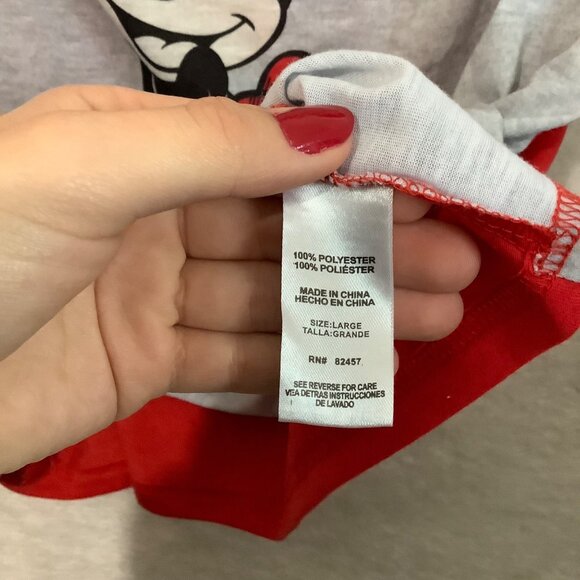 100% POLYESTER
100% POLIÉSTER
MADE IN CHINA
HECHO EN CHINA
SIZE:LARGE
TALLA:GRANDE
RN# 82457
SEE REVERSE FOR CARE
VEA DETRAS INSTRUCCIONES
DE LAVADO